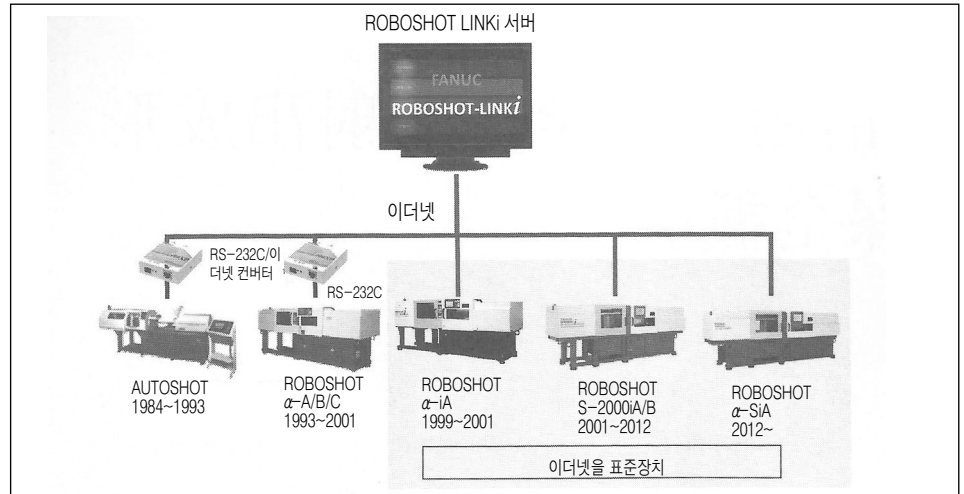 ROBOSHOT LINKi 서버
FANUC
ROBOSHOT-LINKi
이더넷
RS-232C/이
더넷 컨버터
RS-232C
AUTOSHOT
1984~1993
ROBOSHOT
α-A/B/C
1993~2001
ROBOSHOT
α-iA
1999~2001
ROBOSHOT
S-2000iA/B
2001~2012
ROBOSHOT
α-SiA
2012~
이더넷을 표준장치